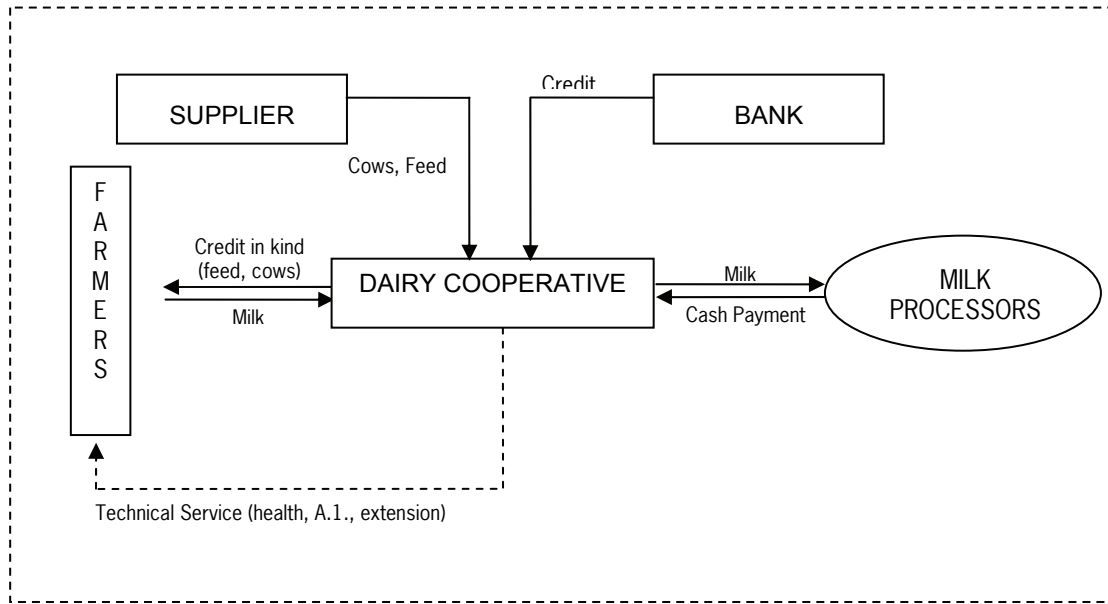 Credit
SUPPLIER
BANK
Cows, Feed
FARMERS
Credit in kind
(feed, cows)
Milk
DAIRY COOPERATIVE
Milk
Cash Payment
MILK
PROCESSORS
Technical Service (health, A.1., extension)